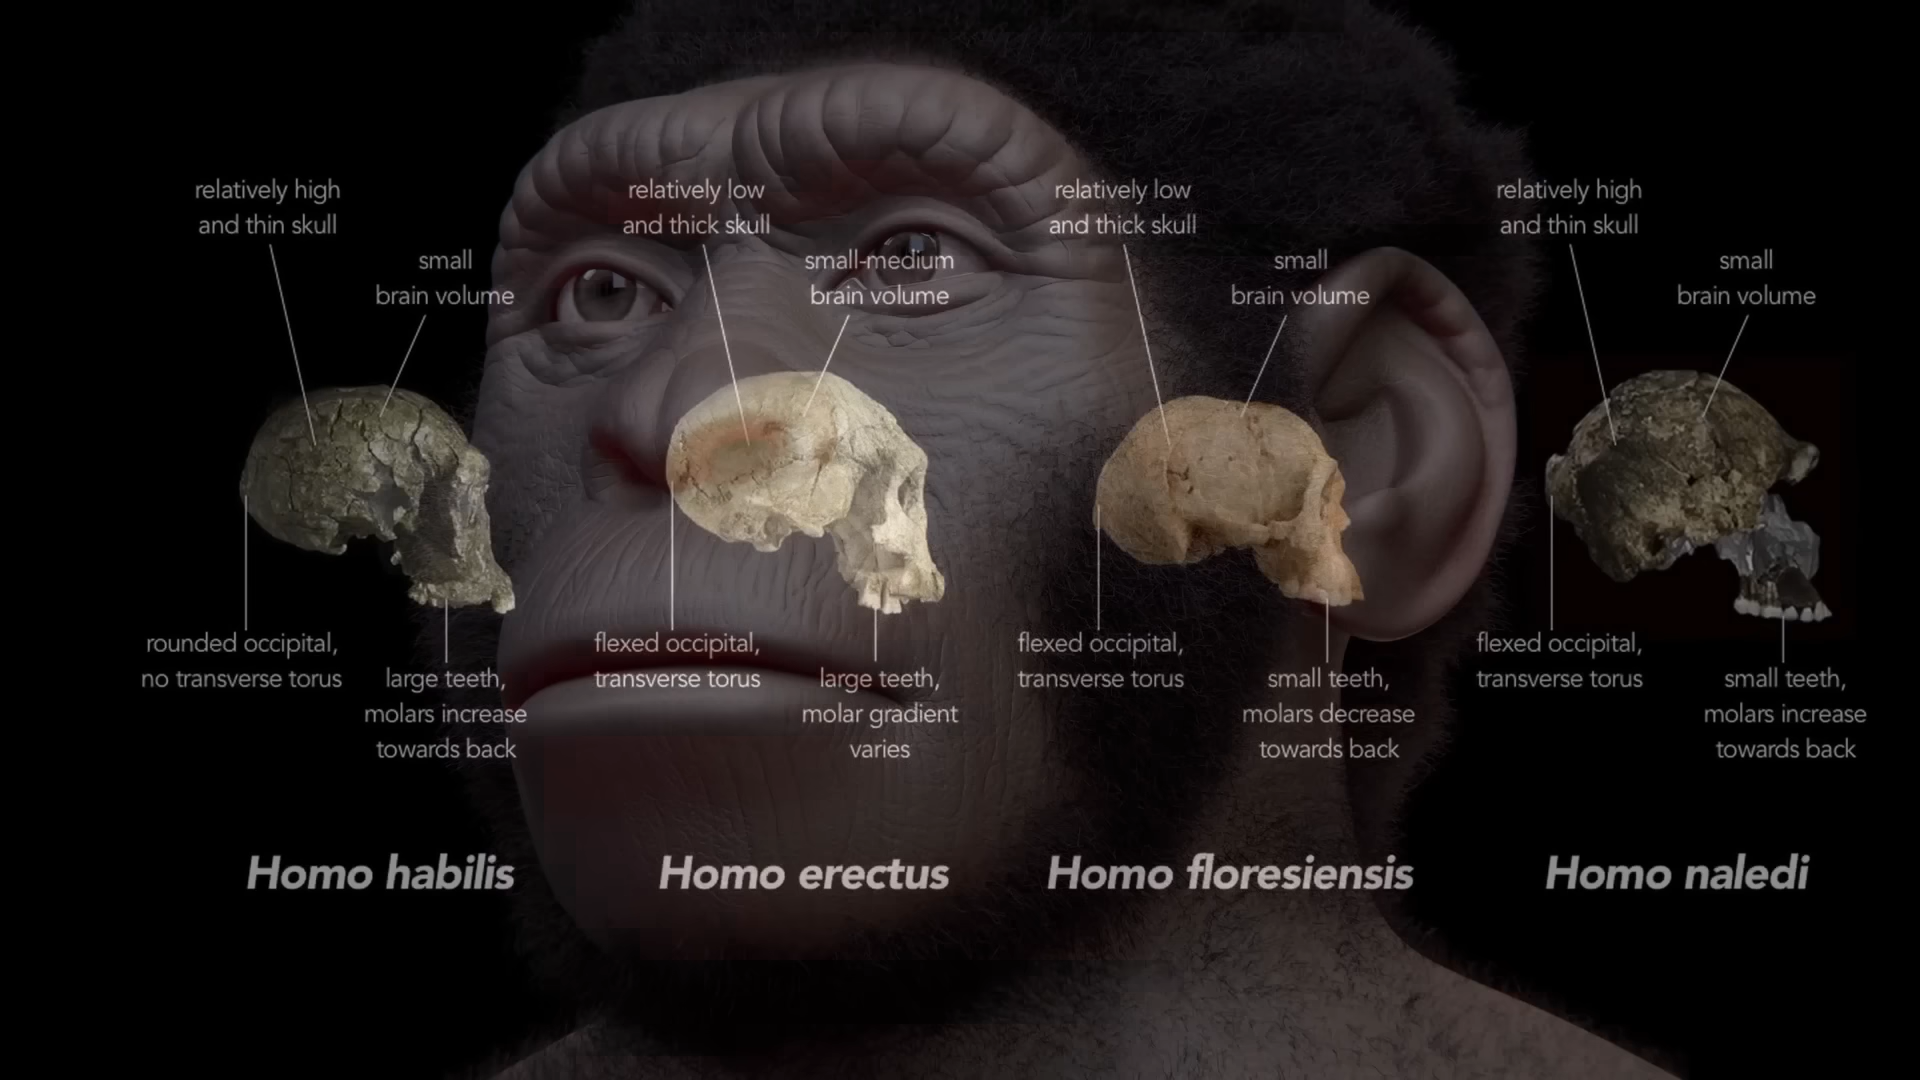 relatively high
and thin skull
small
brain volume
rounded occipital,
no transverse torus
large teeth,
molars increase
towards back
Homo habilis
relatively low
and thick skull
small-medium
brain volume
flexed occipital,
transverse torus
large teeth,
molar gradient
varies
Homo erectus
relatively low
and thick skull
small
brain volume
flexed occipital,
transverse torus
small teeth,
molars decrease
towards back
Homo floresiensis
relatively high
and thin skull
small
brain volume
flexed occipital,
transverse torus
small teeth,
molars increase
towards back
Homo naledi